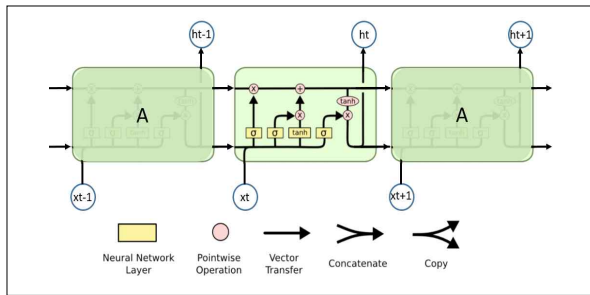 ht-1 ht ht+1
A x + tanh A
x x
σ σ tanh σ
xt-1 xt xt+1
Neural Network Layer
Pointwise Operation
Vector Transfer
Concatenate
Copy